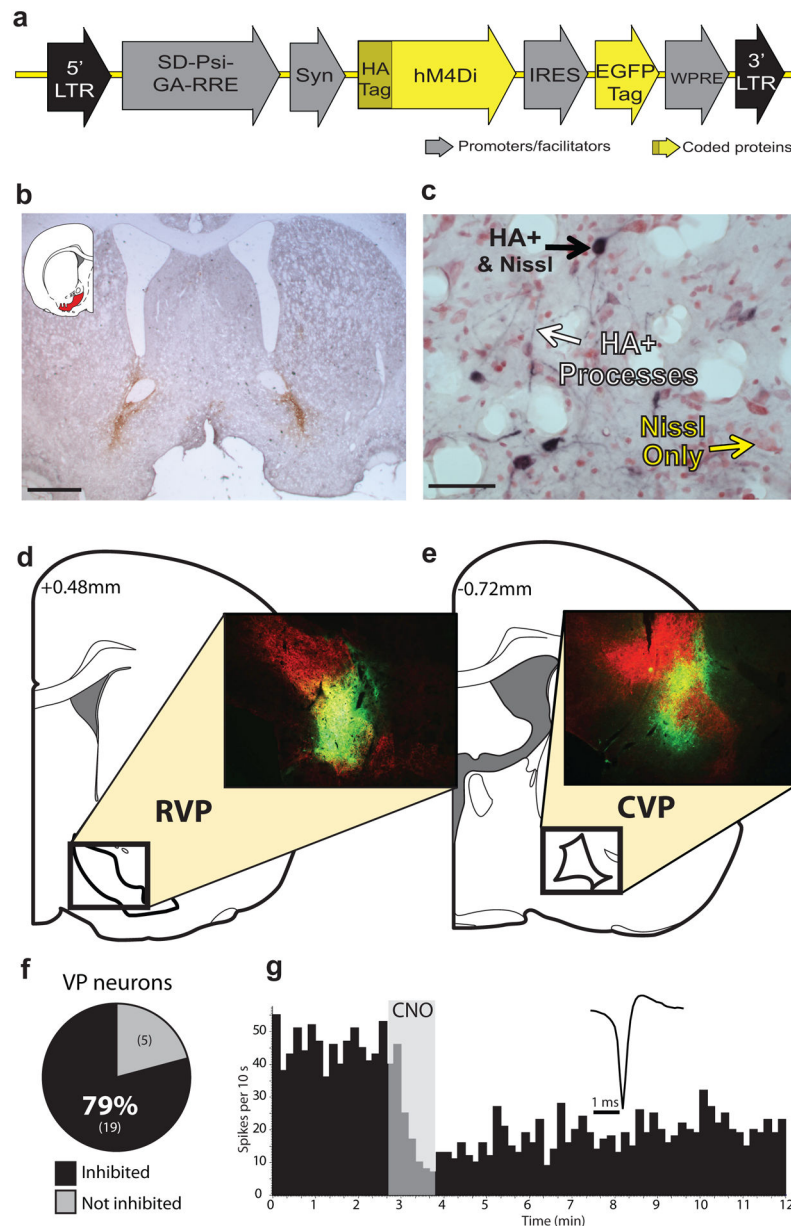 a
5'
LTR
SD-Psi-
GA-RRE
Syn
HA
Tag
hM4Di
IRES
EGFP
Tag
WPRE
3'
LTR
Promoters/facilitators
Coded proteins
b
c
HA+
& Nissl
HA+
Processes
Nissl
Only
d
+0.48mm
RVP
e
-0.72mm
CVP
f
VP neurons
(5)
79%
(19)
Inhibited
Not inhibited
g
CNO
1 ms
Spikes per 10 s
50
40
30
20
10
0
0 1 2 3 4 5 6 7 8 9 10 11 12
Time (min)